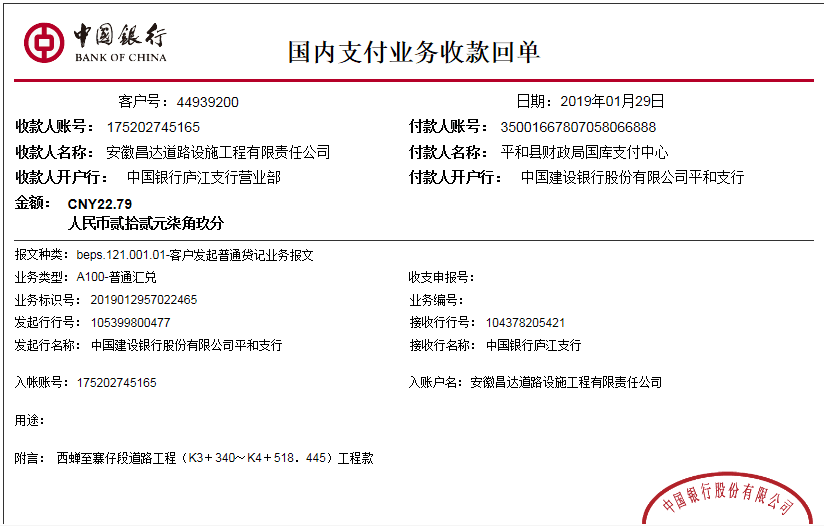 中国银行
BANK OF CHINA
国内支付业务收款回单
客户号：44939200 日期：2019年01月29日
收款人账号：175202745165 付款人账号：35001667807058066888
收款人名称：安徽昌达道路设施工程有限责任公司 付款人名称：平和县财政局国库支付中心
收款人开户行：中国银行庐江支行营业部 付款人开户行：中国建设银行股份有限公司平和支行
金额：CNY22.79
人民币贰拾贰元柒角玖分
报文种类：beps.121.001.01-客户发起普通贷记业务报文
业务类型：A100-普通汇兑 收支申报号：
业务标识号：2019012957022465 业务编号：
发起行行号：105399800477 接收行行号：104378205421
发起行名称：中国建设银行股份有限公司平和支行 接收行名称：中国银行庐江支行
入帐账号：175202745165 入账户名：安徽昌达道路设施工程有限责任公司
用途：
附言：西蝉至寨仔段道路工程（K3＋340～K4＋518．445）工程款
中国银行股份有限公司